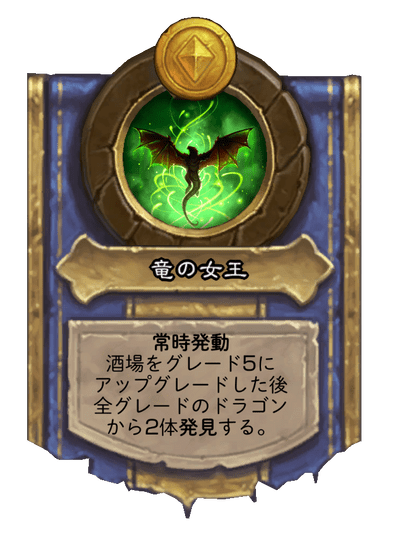 竜の女王
常時発動
酒場をグレード5に
アップグレードした後
全グレードのドラゴン
から2体発見する。